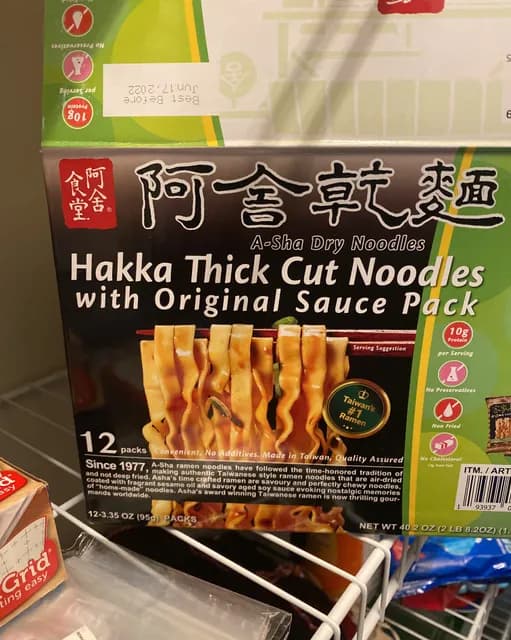 No Preservatives
per Serving
10g
Protein
Best Before
Jun.17,2022
阿舍
食堂
®
阿舍乾麵
A-Sha Dry Noodles
Hakka Thick Cut Noodles
with Original Sauce Pack
Serving Suggestion
10g
Protein
per Serving
No Preservatives
Non Fried
No Cholesterol
Taiwan's
#1
Ramen
12 packs
Convenient, No Additives. Made in Taiwan, Quality Assured
Since 1977, A-Sha ramen noodles have followed the time-honored tradition of
making authentic Taiwanese style ramen noodles that are air-dried
and not deep fried. Asha's time crafted ramen are savoury and perfectly chewy noodles,
coated with fragrant sesame oil and savory aged soy sauce evoking nostalgic memories
of "home-made" noodles. Asha's award winning Taiwanese ramen is now thrilling gour-
mands worldwide.
12-3.35 OZ (95g) PACKS
NET WT 40.2 OZ (2 LB 8.2OZ) (1.
ITM. / ART
93937
Grid
ting easy